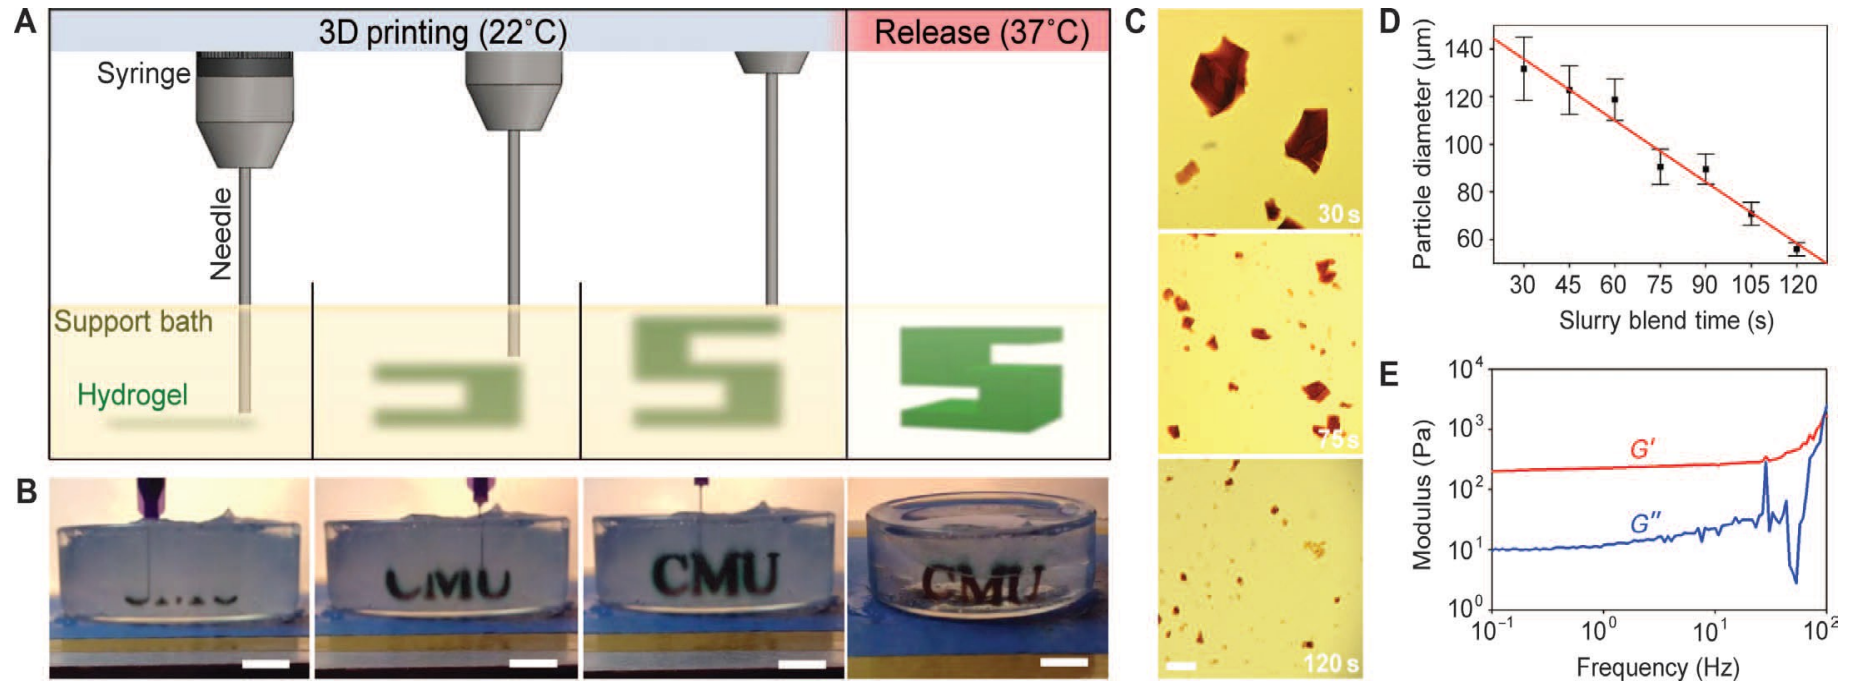 A
3D printing (22˚C)
Release (37˚C)
Syringe
Needle
Support bath
Hydrogel
B
CMU
CMU
CMU
C
30 s
75 s
120 s
D
Particle diameter (µm)
140
120
100
80
60
30 45 60 75 90 105 120
Slurry blend time (s)
E
Modulus (Pa)
10⁴
10³
10²
10¹
10⁰
G'
G''
10⁻¹ 10⁰ 10¹ 10²
Frequency (Hz)